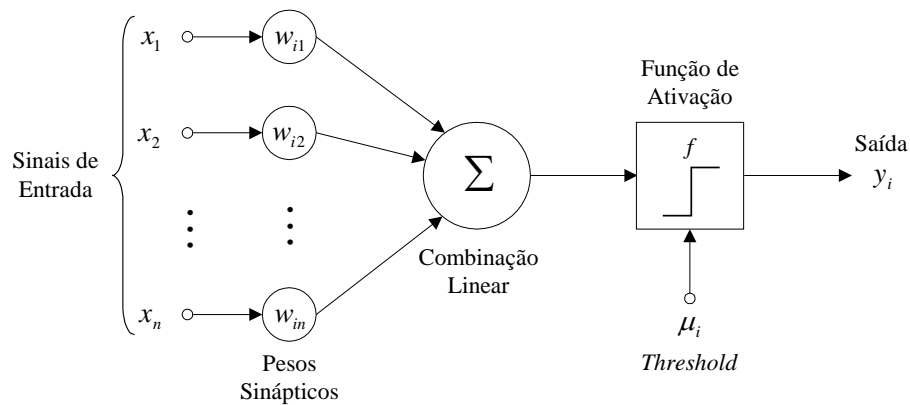 Sinais de
Entrada
x₁
x₂
xₙ
wᵢ₁
wᵢ₂
wᵢₙ
Pesos
Sinápticos
Σ
Combinação
Linear
Função de
Ativação
f
μᵢ
Threshold
Saída
yᵢ